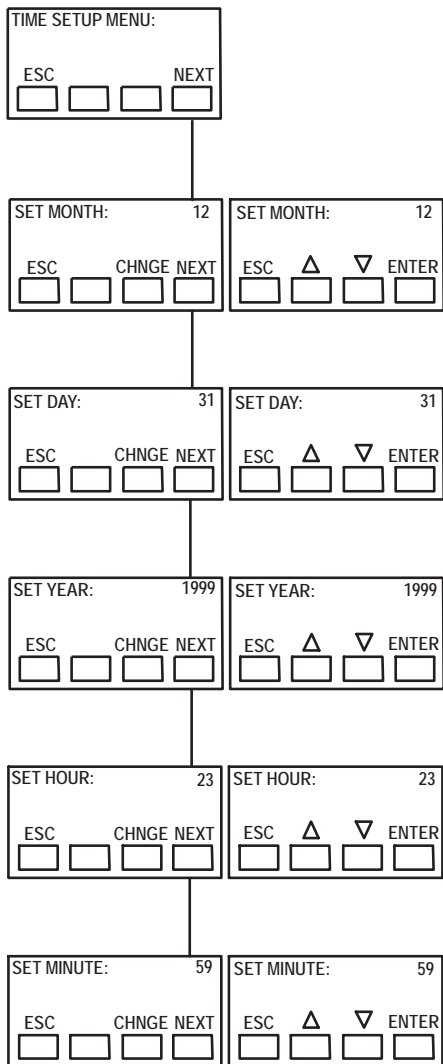 TIME SETUP MENU:
ESC NEXT
SET MONTH: 12
ESC CHNGE NEXT
SET MONTH: 12
ESC Δ ∇ ENTER
SET DAY: 31
ESC CHNGE NEXT
SET DAY: 31
ESC Δ ∇ ENTER
SET YEAR: 1999
ESC CHNGE NEXT
SET YEAR: 1999
ESC Δ ∇ ENTER
SET HOUR: 23
ESC CHNGE NEXT
SET HOUR: 23
ESC Δ ∇ ENTER
SET MINUTE: 59
ESC CHNGE NEXT
SET MINUTE: 59
ESC Δ ∇ ENTER